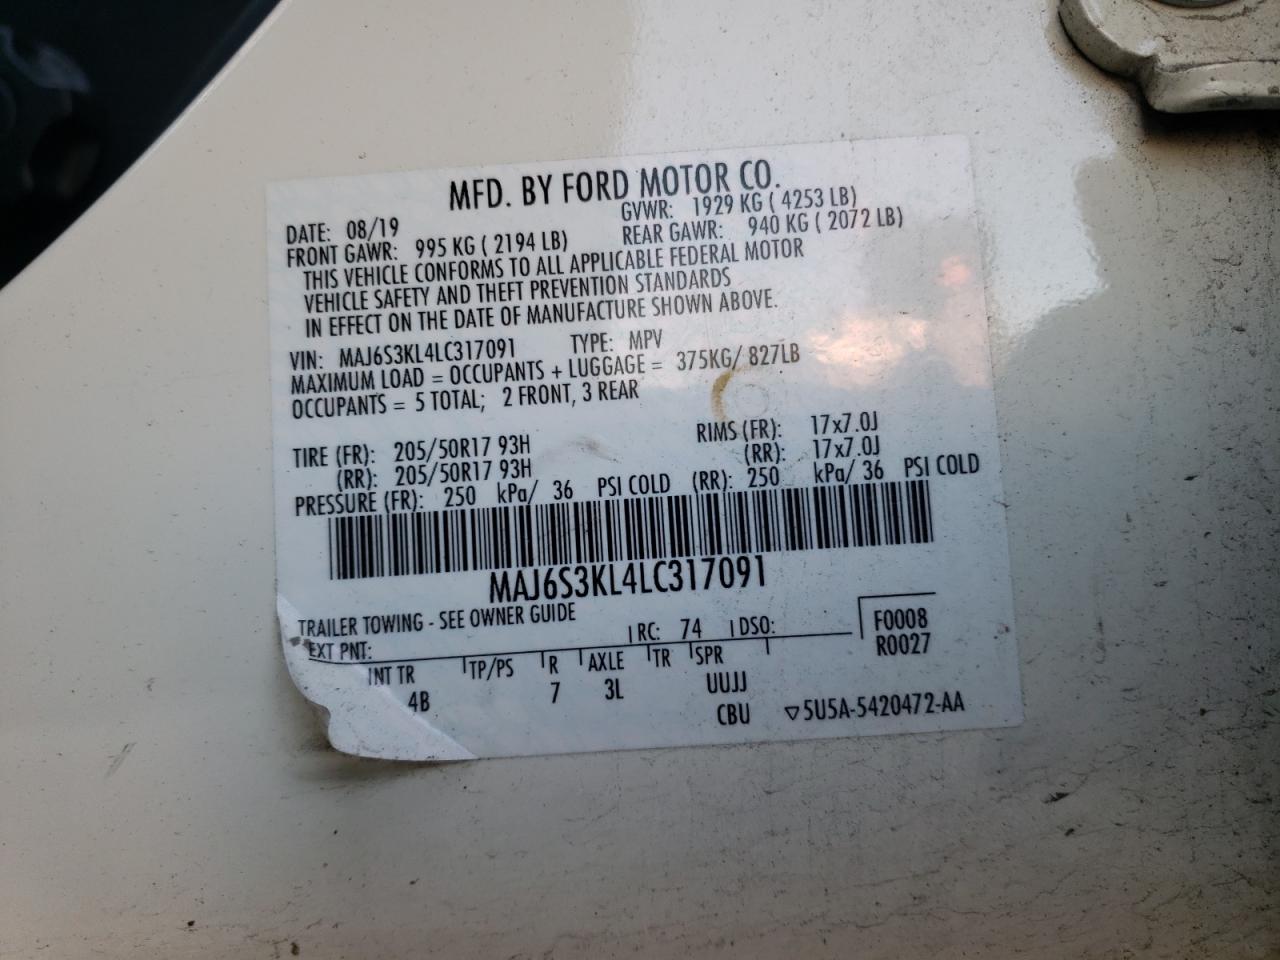 MFD. BY FORD MOTOR CO.
DATE: 08/19 GVWR: 1929 KG ( 4253 LB)
FRONT GAWR: 995 KG ( 2194 LB) REAR GAWR: 940 KG ( 2072 LB)
THIS VEHICLE CONFORMS TO ALL APPLICABLE FEDERAL MOTOR
VEHICLE SAFETY AND THEFT PREVENTION STANDARDS
IN EFFECT ON THE DATE OF MANUFACTURE SHOWN ABOVE.
VIN: MAJ6S3KL4LC317091 TYPE: MPV
MAXIMUM LOAD = OCCUPANTS + LUGGAGE = 375KG/ 827LB
OCCUPANTS = 5 TOTAL; 2 FRONT, 3 REAR
TIRE (FR): 205/50R17 93H RIMS (FR): 17x7.0J
(RR): 205/50R17 93H (RR): 17x7.0J
PRESSURE (FR): 250 kPa/ 36 PSI COLD (RR): 250 kPa/ 36 PSI COLD
MAJ6S3KL4LC317091
TRAILER TOWING - SEE OWNER GUIDE
EXT PNT: RC: 74 DSO: F0008
R0027
INT TR TP/PS R AXLE TR SPR
4B 7 3L UUJJ
CBU ▽5U5A-5420472-AA